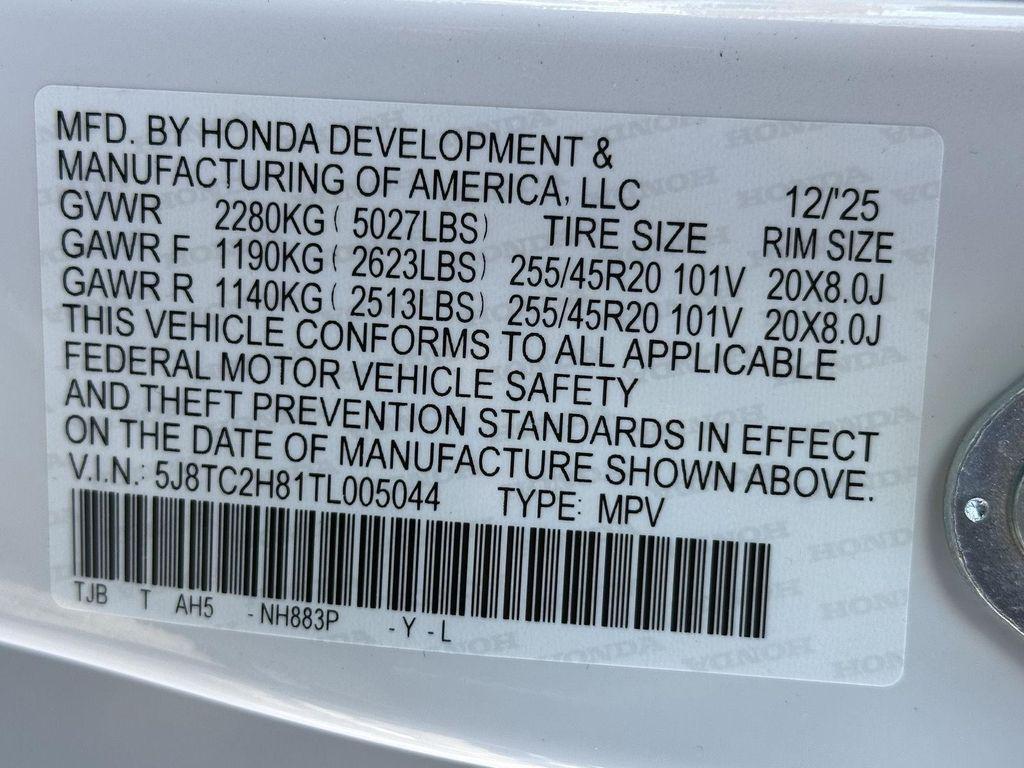 MFD. BY HONDA DEVELOPMENT &
MANUFACTURING OF AMERICA, LLC 12/'25
GVWR 2280KG ( 5027LBS) TIRE SIZE RIM SIZE
GAWR F 1190KG ( 2623LBS) 255/45R20 101V 20X8.0J
GAWR R 1140KG ( 2513LBS) 255/45R20 101V 20X8.0J
THIS VEHICLE CONFORMS TO ALL APPLICABLE
FEDERAL MOTOR VEHICLE SAFETY
AND THEFT PREVENTION STANDARDS IN EFFECT
ON THE DATE OF MANUFACTURE SHOWN ABOVE.
V.I.N.: 5J8TC2H81TL005044 TYPE: MPV
TJB T AH5 -NH883P -Y -L